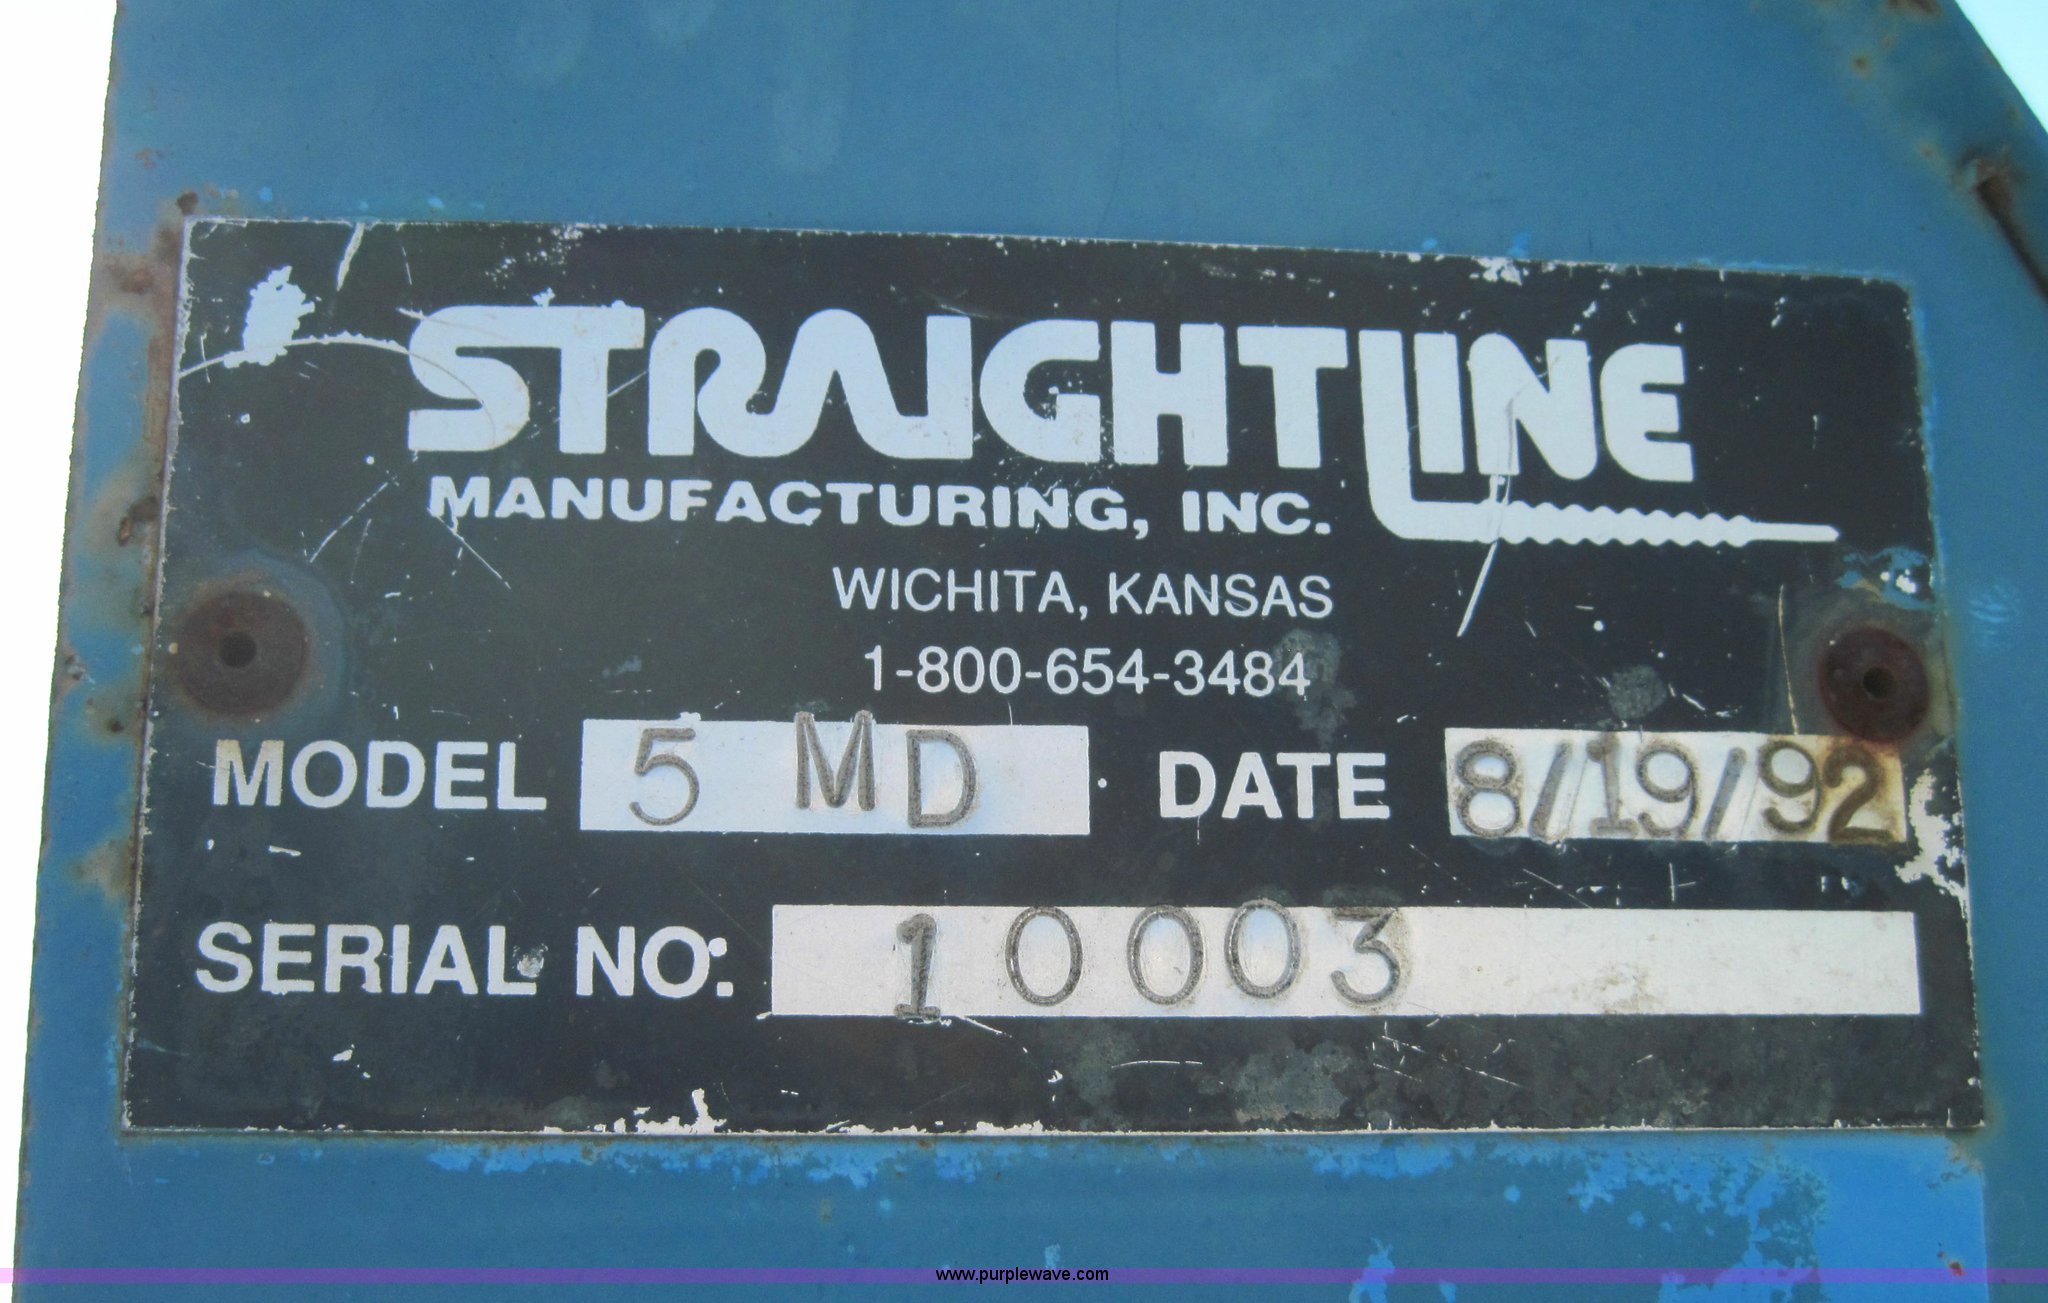 STRAIGHTLINE
MANUFACTURING, INC.
WICHITA, KANSAS
1-800-654-3484
MODEL 5 MD DATE 8/19/92
SERIAL NO: 10003
www.purplewave.com